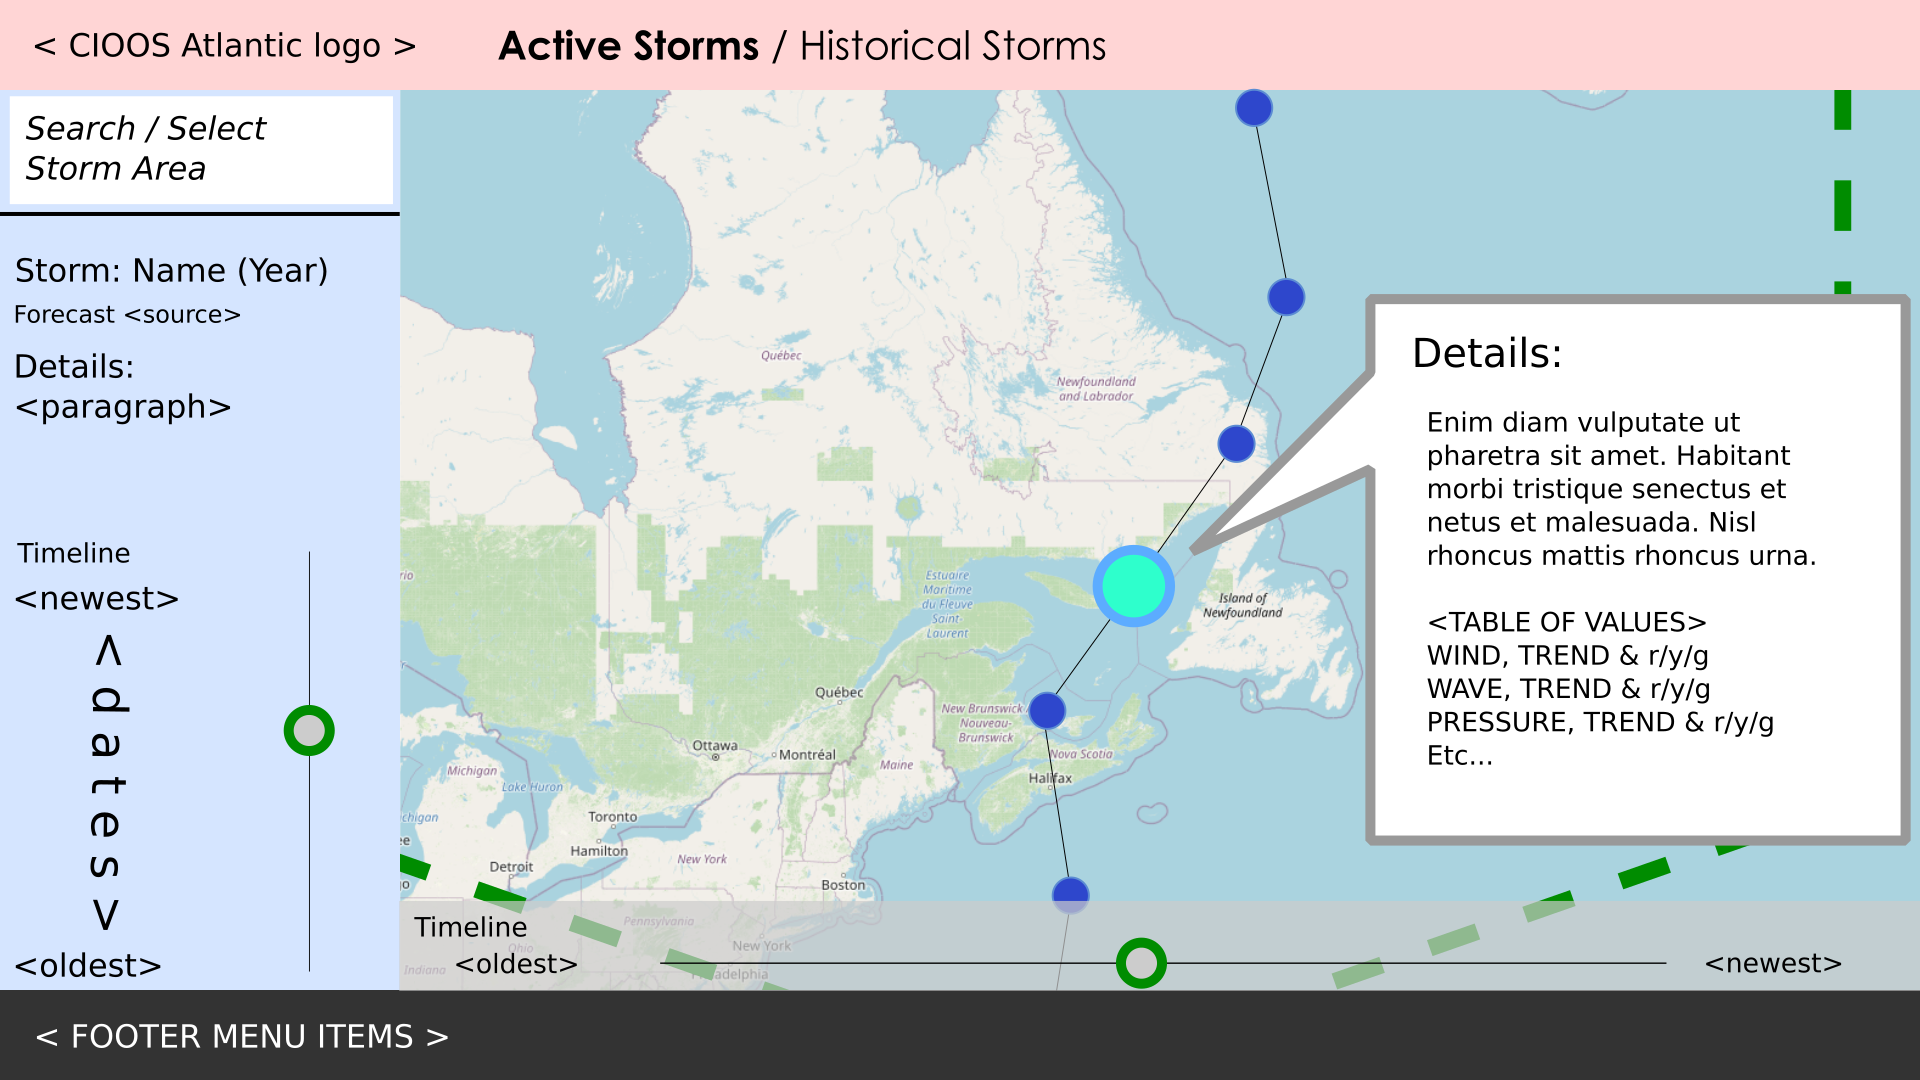 < CIOOS Atlantic logo >
Active Storms / Historical Storms
Search / Select
Storm Area
Storm: Name (Year)
Forecast <source>
Details:
<paragraph>
Timeline
<newest>
<dates>
<oldest>
Québec
Newfoundland
and Labrador
Estuaire
Maritime
du Fleuve
Saint-
Laurent
Island of
Newfoundland
Québec
New Brunswick /
Nouveau-
Brunswick
Ottawa
Montréal
Nova Scotia
Maine
Michigan
Halifax
Lake Huron
Toronto
Hamilton
New York
Detroit
Boston
Pennsylvania
New York
Ohio
Indiana
Details:
Enim diam vulputate ut
pharetra sit amet. Habitant
morbi tristique senectus et
netus et malesuada. Nisl
rhoncus mattis rhoncus urna.
<TABLE OF VALUES>
WIND, TREND & r/y/g
WAVE, TREND & r/y/g
PRESSURE, TREND & r/y/g
Etc...
Timeline
<oldest>
<newest>
< FOOTER MENU ITEMS >